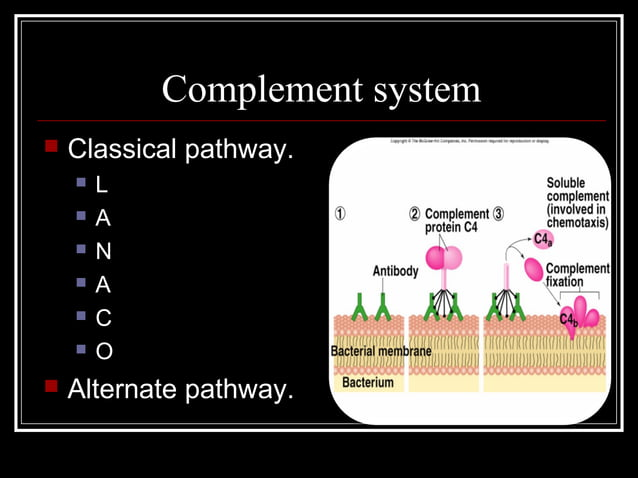 Complement system
Classical pathway.
L
A
N
A
C
O
Alternate pathway.
Copyright © The McGraw-Hill Companies, Inc. Permission required for reproduction or display.
①
② Complement
protein C4
③
Soluble
complement
(involved in
chemotaxis)
C4a
Antibody
Complement
fixation
C4b
Bacterial membrane
Bacterium